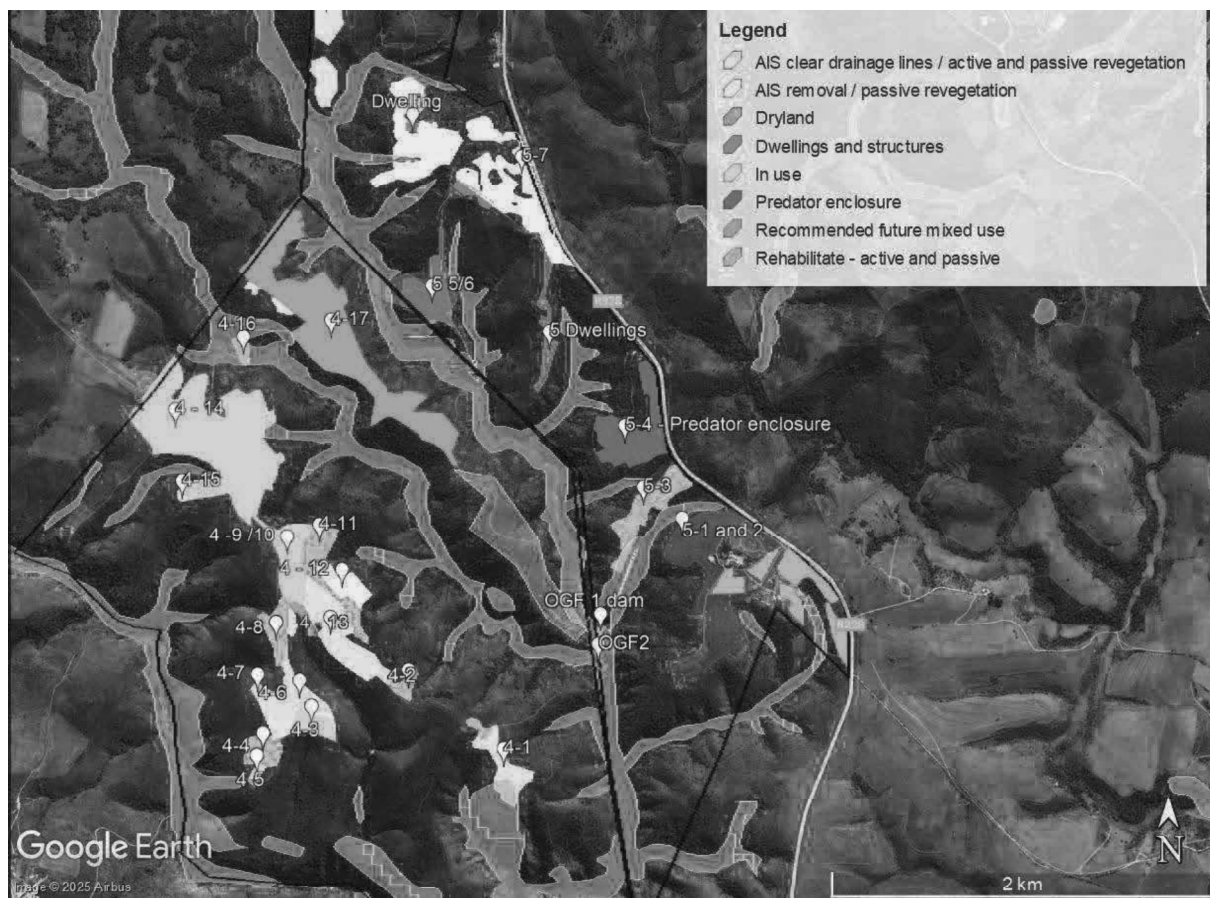 Legend
AIS clear drainage lines / active and passive revegetation
AIS removal / passive revegetation
Dryland
Dwellings and structures
In use
Predator enclosure
Recommended future mixed use
Rehabilitate - active and passive
Dwelling
5-7
5 5/6
4-17
4-16
5 Dwellings
4 - 14
5-4 - Predator enclosure
4-15
5-3
4 -9 /10
4-11
5-1 and 2
4 - 12
OGF 1 dam
4-8
13
OGF2
4-7
4-2
4-6
4-3
4-4
4-1
4-5
Google Earth
Image © 2025 Airbus
N
2 km